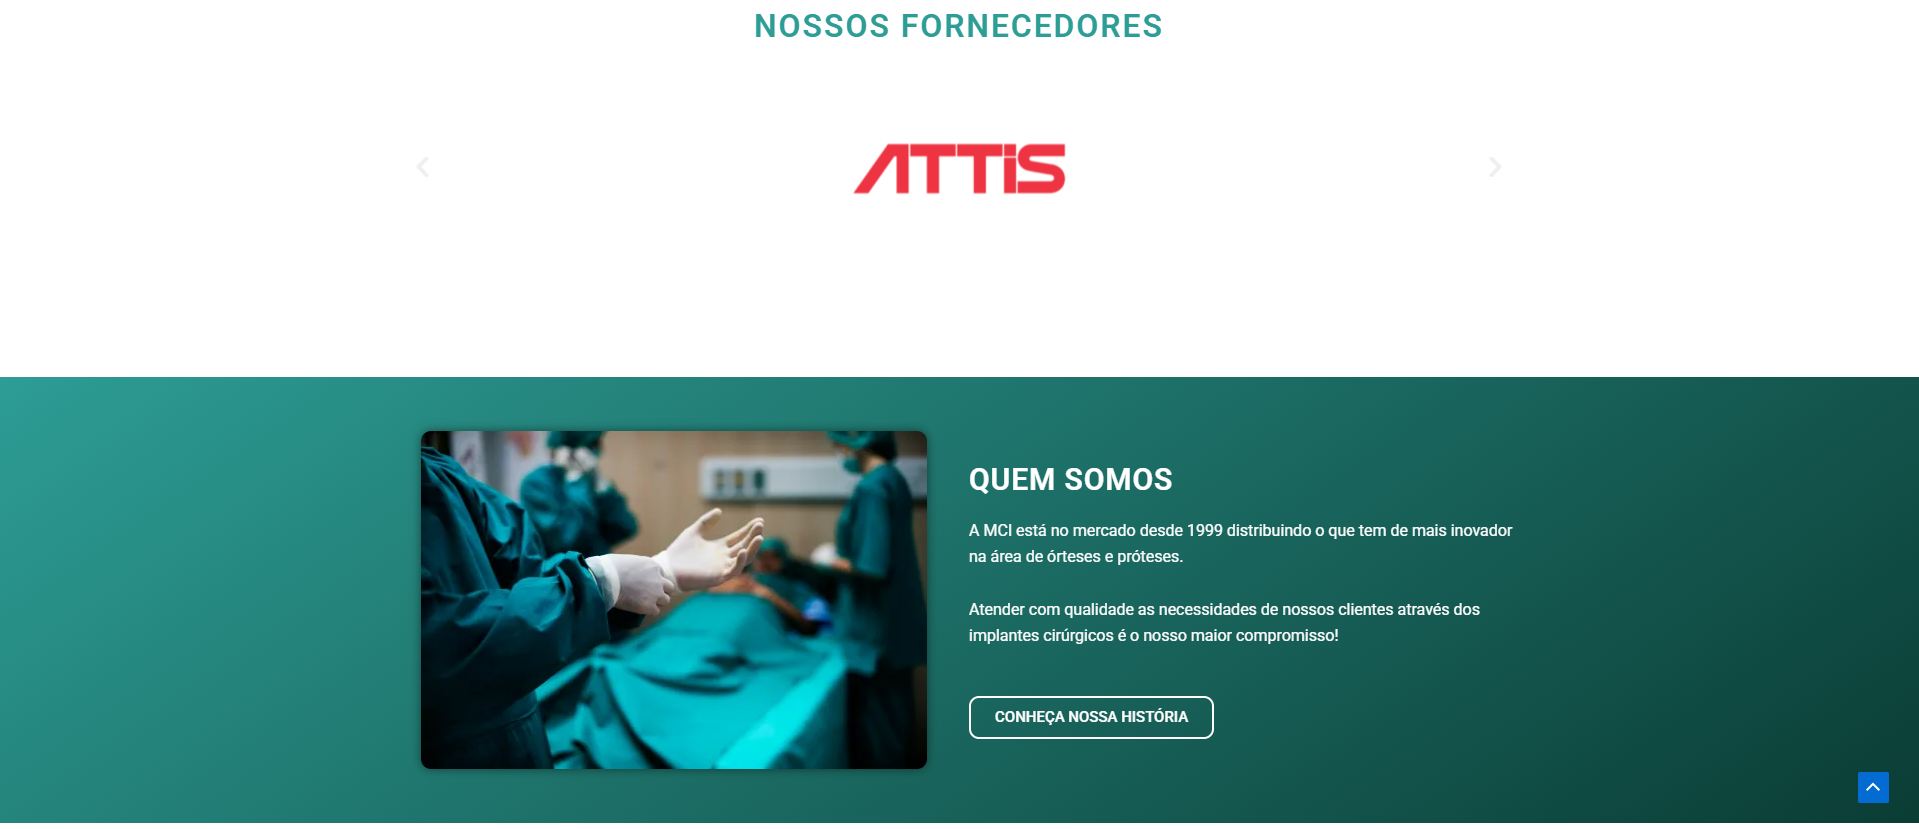 NOSSOS FORNECEDORES
ATTIS
QUEM SOMOS
A MCI está no mercado desde 1999 distribuindo o que tem de mais inovador
na área de órteses e próteses.
Atender com qualidade as necessidades de nossos clientes através dos
implantes cirúrgicos é o nosso maior compromisso!
CONHEÇA NOSSA HISTÓRIA